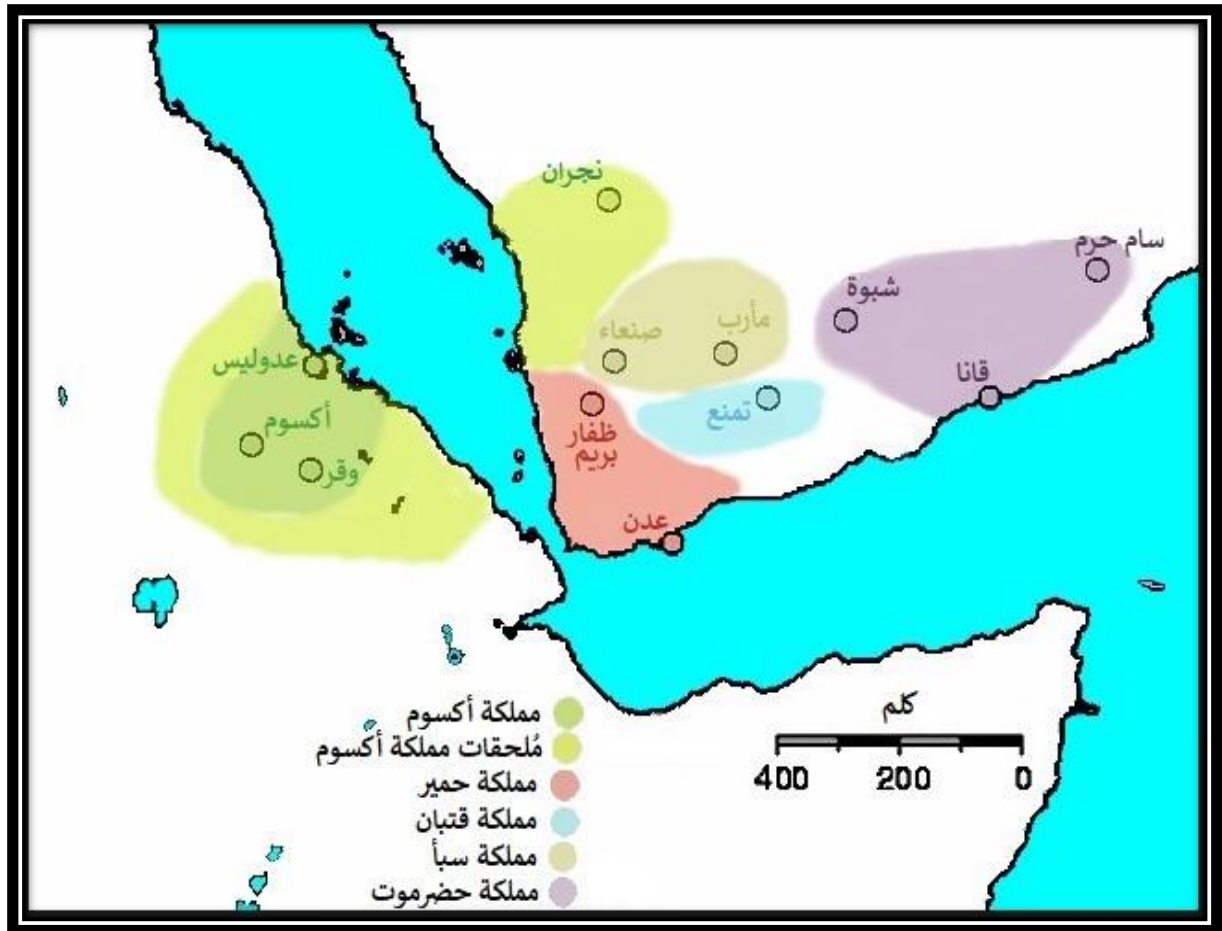 نجران
سام حرم
شبوة
مأرب
صنعاء
عدوليس
قانا
تمنع
أكسوم
ظفار
بريم
وقر
عدن
مملكة أكسوم
مُلحقات مملكة أكسوم
مملكة حمير
مملكة قتبان
مملكة سبأ
مملكة حضرموت
كلم
400 200 0